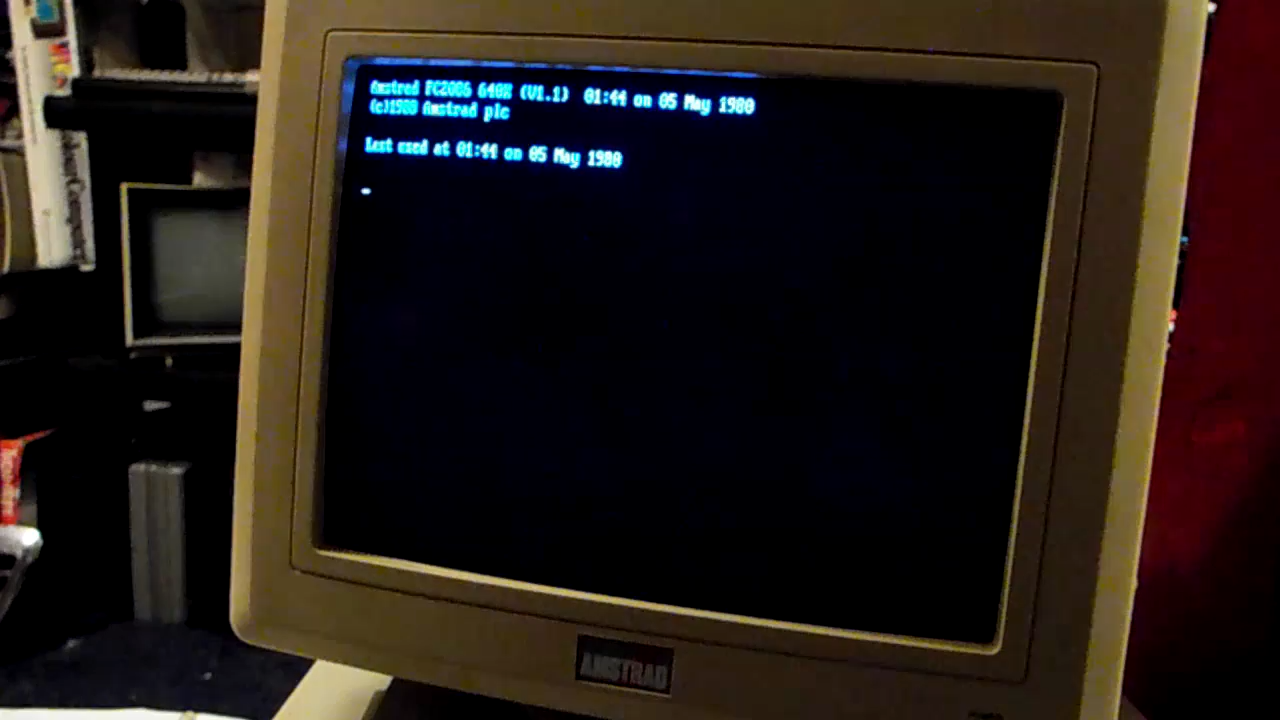 Amstrad PC2086 640K (V1.1) 01:44 on 05 May 1980
(c)1988 Amstrad plc
Last used at 01:44 on 05 May 1980
AMSTRAD